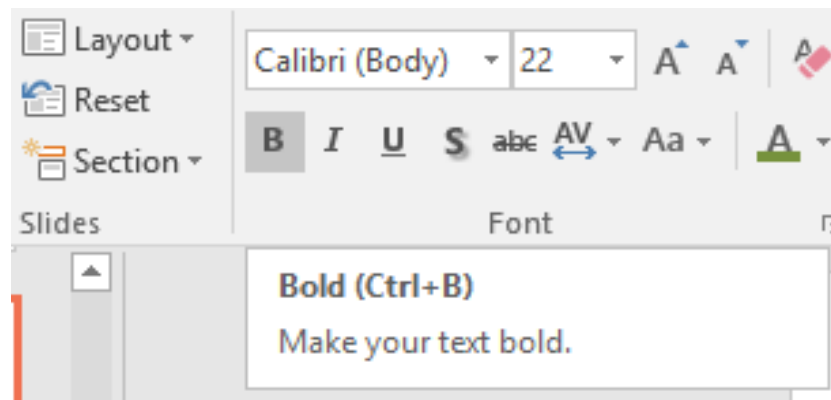 Layout
Calibri (Body) 22 A A A
Reset
B I U S abc AV Aa A
Section
Slides
Font
Bold (Ctrl+B)
Make your text bold.